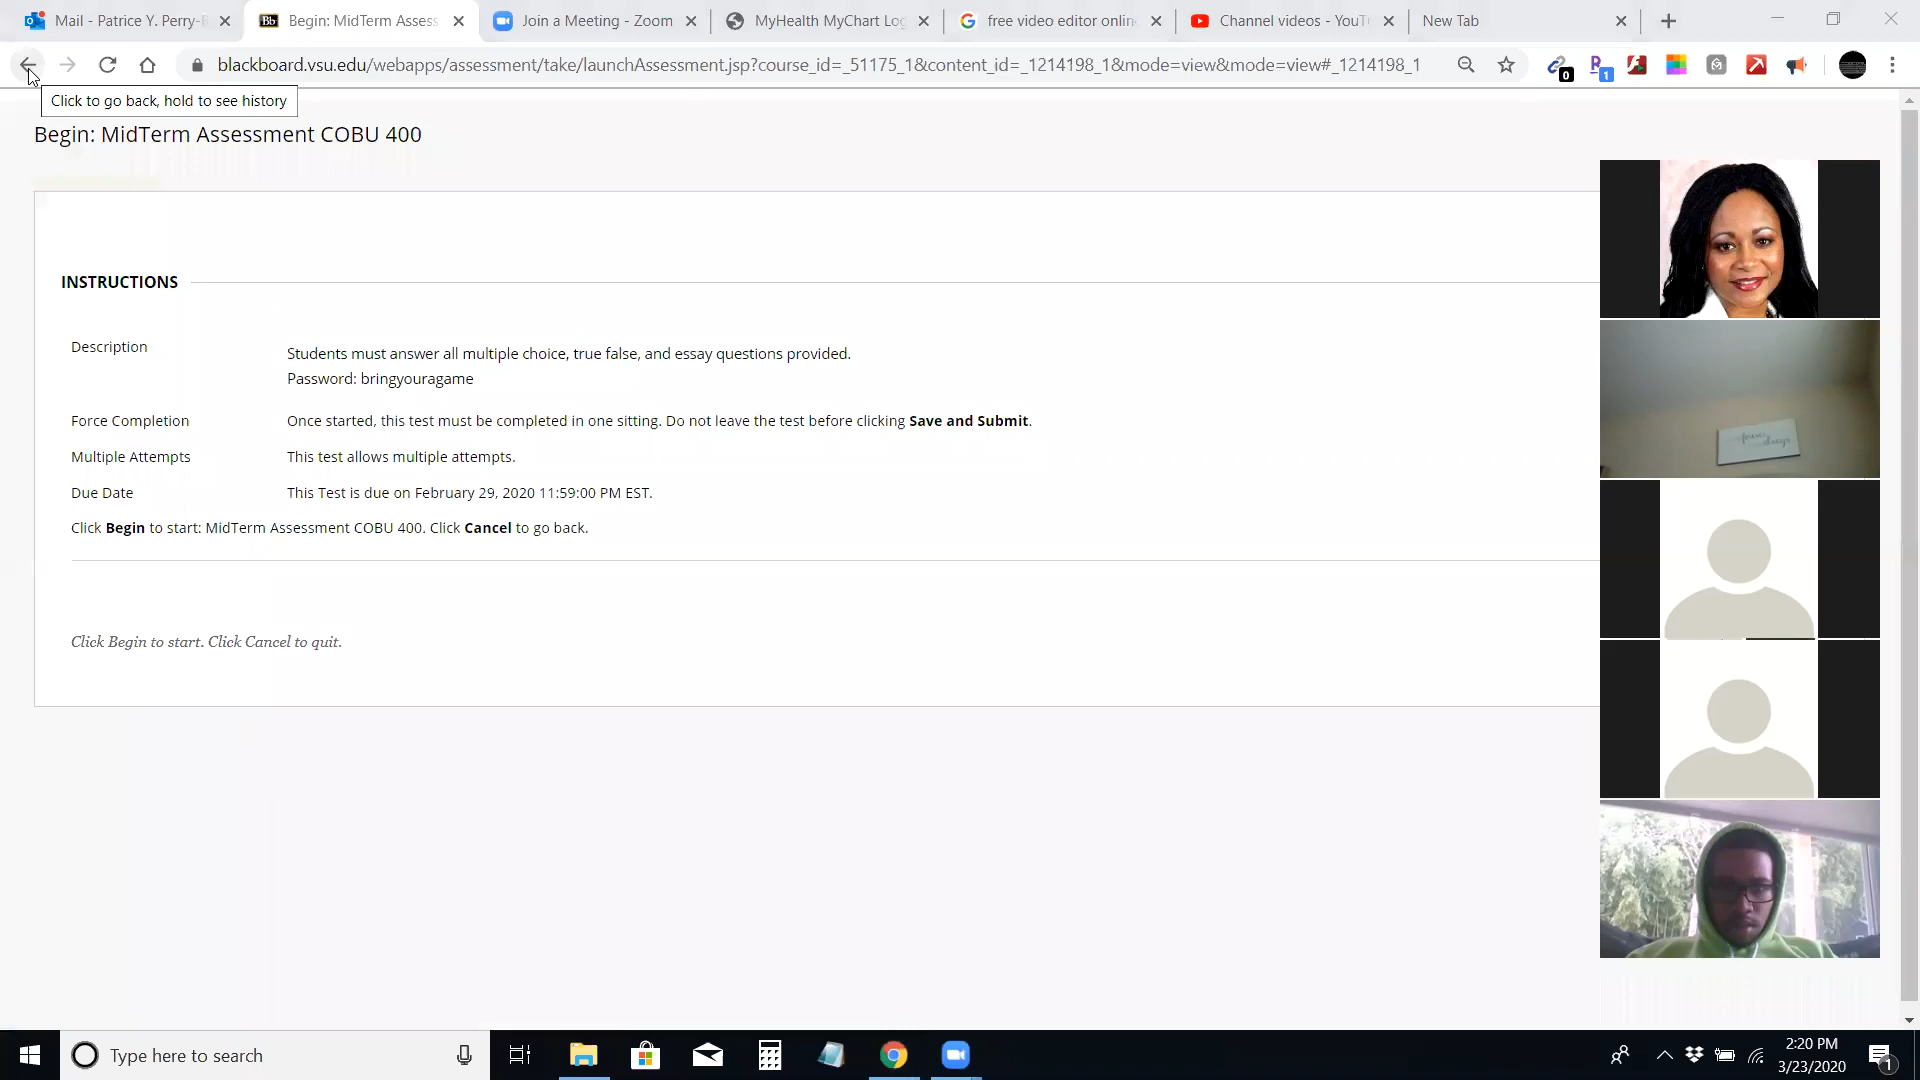 Mail - Patrice Y. Perry-
Begin: MidTerm Assess
Join a Meeting - Zoom
MyHealth MyChart Log
free video editor onlin
Channel videos - YouT
New Tab
blackboard.vsu.edu/webapps/assessment/take/launchAssessment.jsp?course_id=_51175_1&content_id=_1214198_1&mode=view&mode=view#_1214198_1
0
1
Click to go back, hold to see history
Begin: MidTerm Assessment COBU 400
INSTRUCTIONS
Description
Students must answer all multiple choice, true false, and essay questions provided.
Password: bringyouragame
Force Completion
Once started, this test must be completed in one sitting. Do not leave the test before clicking Save and Submit.
Multiple Attempts
This test allows multiple attempts.
Due Date
This Test is due on February 29, 2020 11:59:00 PM EST.
Click Begin to start: MidTerm Assessment COBU 400. Click Cancel to go back.
Click Begin to start. Click Cancel to quit.
Type here to search
2:20 PM
3/23/2020
1